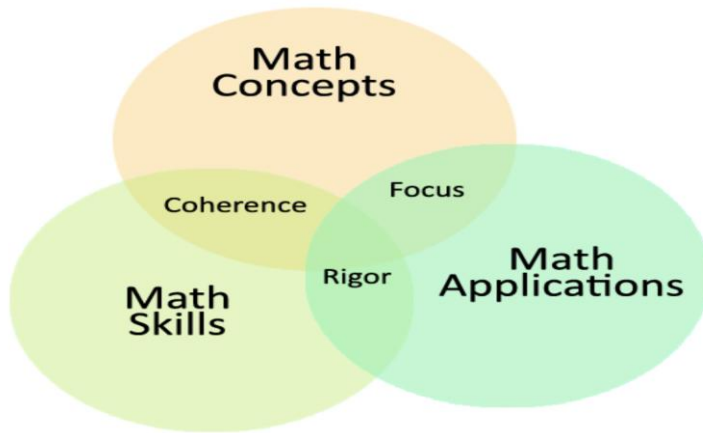 Math
Concepts
Focus
Coherence
Math
Applications
Rigor
Math
Skills